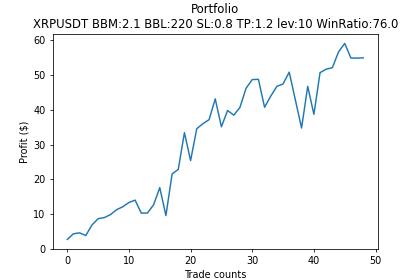 Portfolio
XRPUSDT BBM:2.1 BBL:220 SL:0.8 TP:1.2 lev:10 WinRatio:76.0
60
50
40
30
20
10
0
Profit ($)
0 10 20 30 40 50
Trade counts